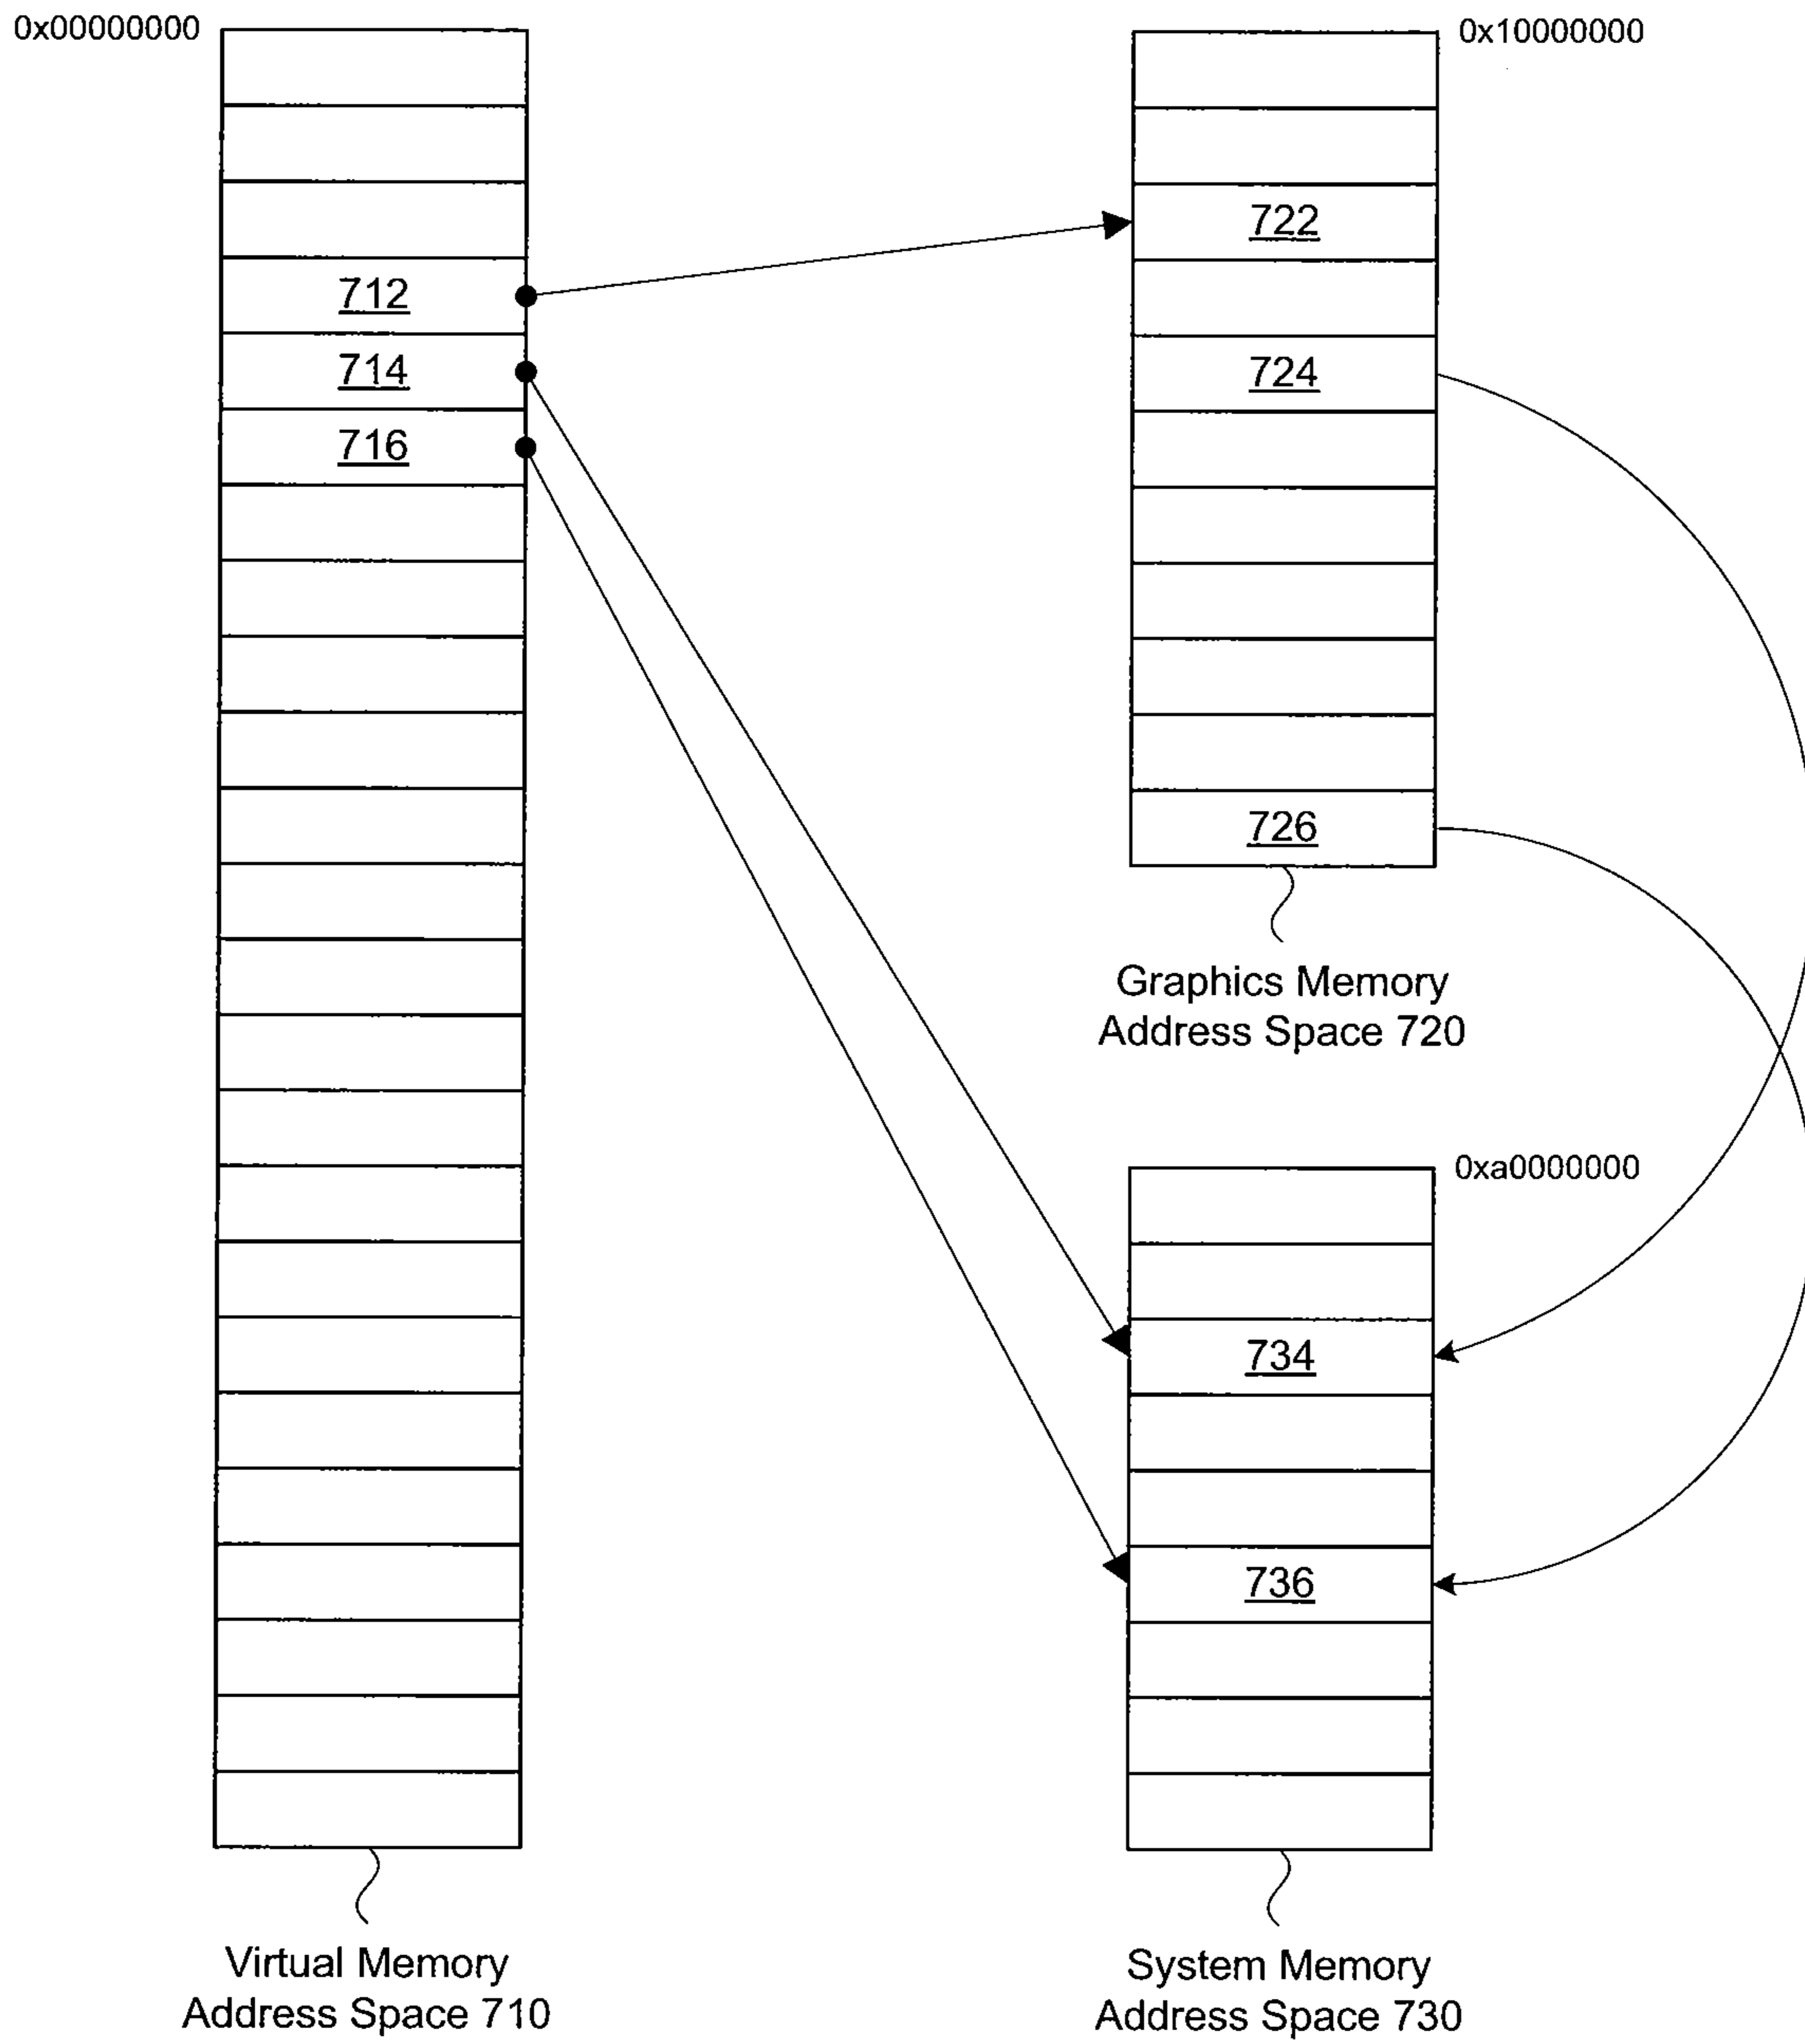 0x00000000
0x10000000
722
712
714
724
716
726
Graphics Memory
Address Space 720
0xa0000000
734
736
Virtual Memory
Address Space 710
System Memory
Address Space 730